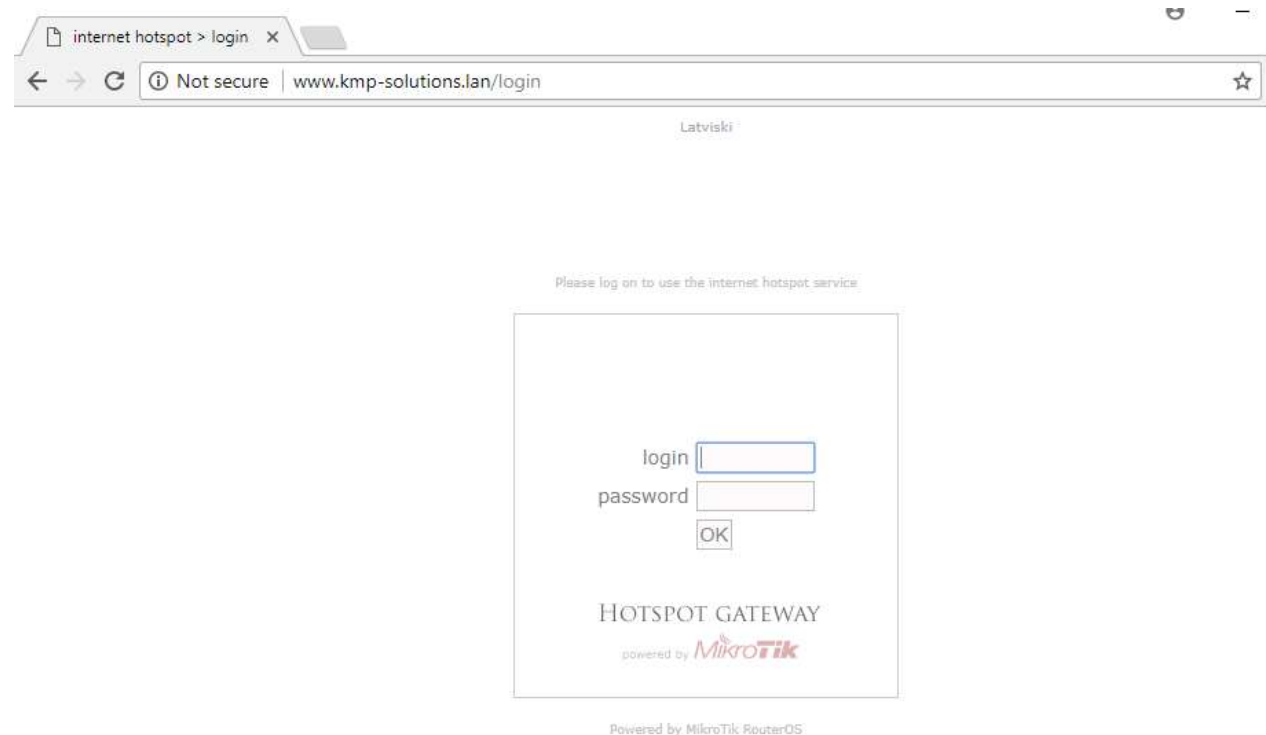 internet hotspot > login
Not secure | www.kmp-solutions.lan/login
Latviski
Please log on to use the internet hotspot service
login
password
OK
HOTSPOT GATEWAY
powered by MikroTik
Powered by MikroTik RouterOS